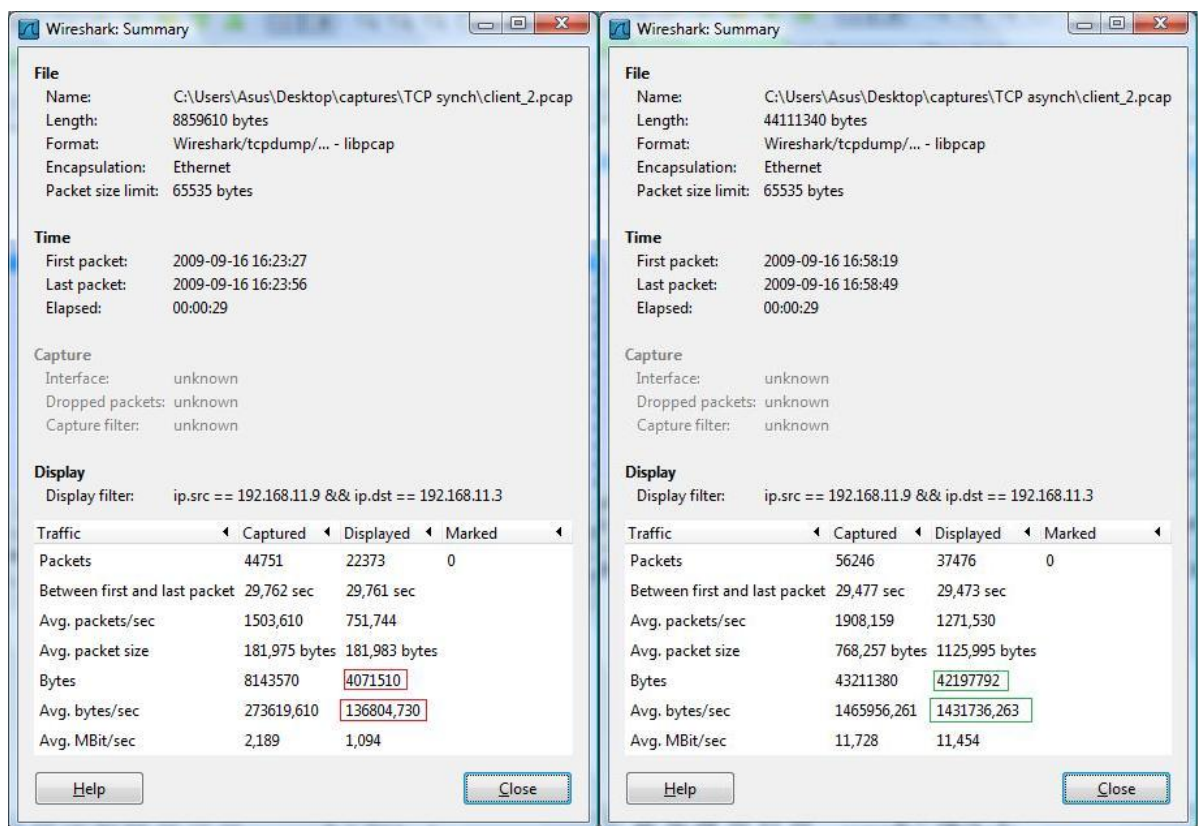 Wireshark: Summary
File
Name: C:\Users\Asus\Desktop\captures\TCP synch\client_2.pcap
Length: 8859610 bytes
Format: Wireshark/tcpdump/... - libpcap
Encapsulation: Ethernet
Packet size limit: 65535 bytes
Time
First packet: 2009-09-16 16:23:27
Last packet: 2009-09-16 16:23:56
Elapsed: 00:00:29
Capture
Interface: unknown
Dropped packets: unknown
Capture filter: unknown
Display
Display filter: ip.src == 192.168.11.9 && ip.dst == 192.168.11.3
Traffic Captured Displayed Marked
Packets 44751 22373 0
Between first and last packet 29,762 sec 29,761 sec
Avg. packets/sec 1503,610 751,744
Avg. packet size 181,975 bytes 181,983 bytes
Bytes 8143570 4071510
Avg. bytes/sec 273619,610 136804,730
Avg. MBit/sec 2,189 1,094
Help Close
Wireshark: Summary
File
Name: C:\Users\Asus\Desktop\captures\TCP asynch\client_2.pcap
Length: 44111340 bytes
Format: Wireshark/tcpdump/... - libpcap
Encapsulation: Ethernet
Packet size limit: 65535 bytes
Time
First packet: 2009-09-16 16:58:19
Last packet: 2009-09-16 16:58:49
Elapsed: 00:00:29
Capture
Interface: unknown
Dropped packets: unknown
Capture filter: unknown
Display
Display filter: ip.src == 192.168.11.9 && ip.dst == 192.168.11.3
Traffic Captured Displayed Marked
Packets 56246 37476 0
Between first and last packet 29,477 sec 29,473 sec
Avg. packets/sec 1908,159 1271,530
Avg. packet size 768,257 bytes 1125,995 bytes
Bytes 43211380 42197792
Avg. bytes/sec 1465956,261 1431736,263
Avg. MBit/sec 11,728 11,454
Help Close